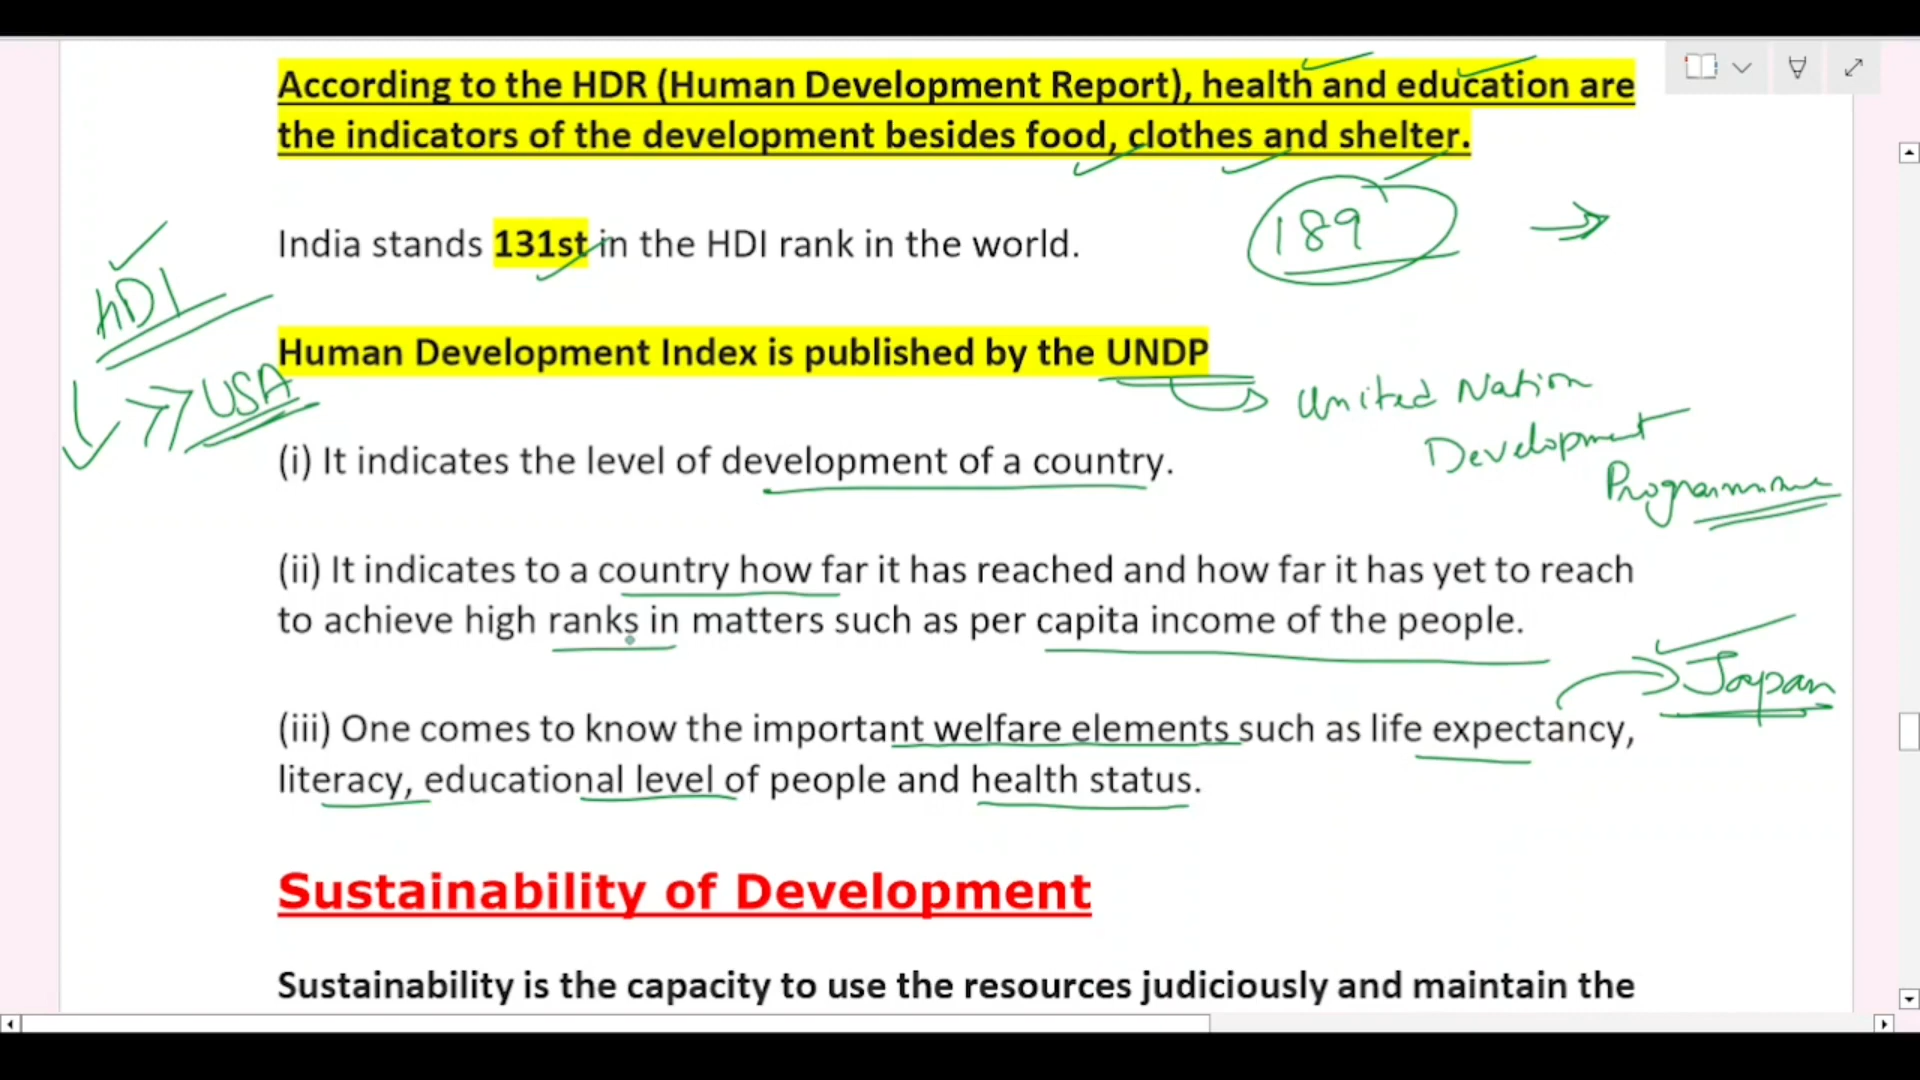 According to the HDR (Human Development Report), health and education are
the indicators of the development besides food, clothes and shelter.
India stands 131st in the HDI rank in the world.
189
hDI
Human Development Index is published by the UNDP
USA
United Nation
Development
Programme
(i) It indicates the level of development of a country.
(ii) It indicates to a country how far it has reached and how far it has yet to reach
to achieve high ranks in matters such as per capita income of the people.
Japan
(iii) One comes to know the important welfare elements such as life expectancy,
literacy, educational level of people and health status.
Sustainability of Development
Sustainability is the capacity to use the resources judiciously and maintain the